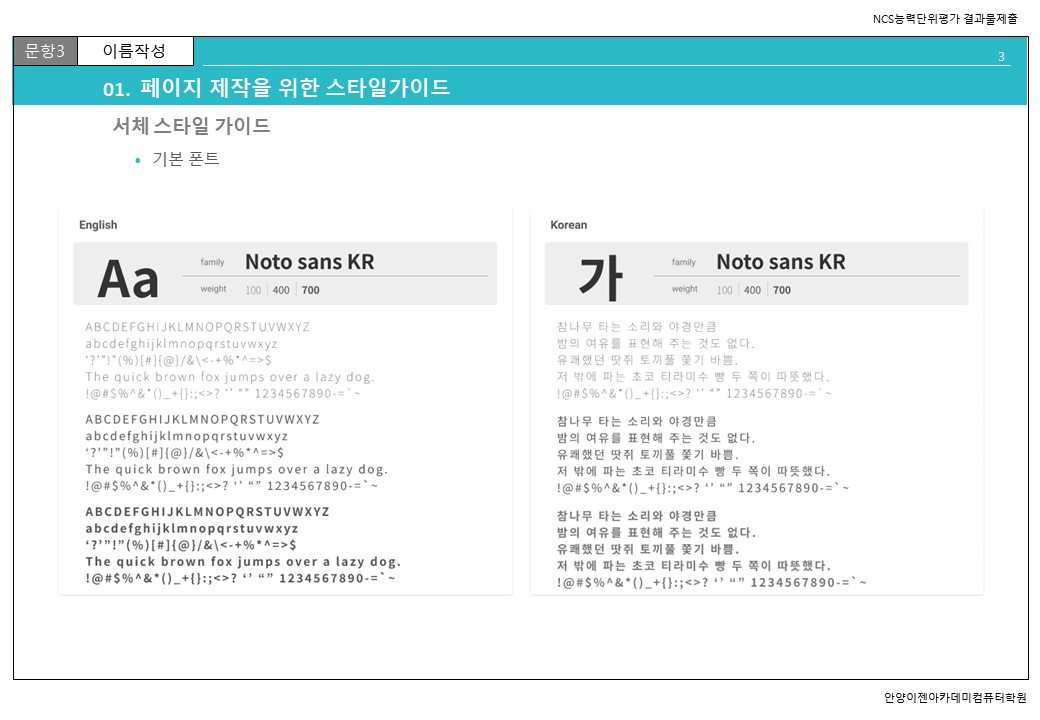 NCS능력단위평가 결과물제출
문항3 이름작성
3
01. 페이지 제작을 위한 스타일가이드
서체 스타일 가이드
• 기본 폰트
English
Aa
family Noto sans KR
weight 100 400 700
ABCDEFGHIJKLMNOPQRSTUVWXYZ
abcdefghijklmnopqrstuvwxyz
‘?’”!”(%)[#]{@}/&\<-+%*^=>$
The quick brown fox jumps over a lazy dog.
!@#$%^&*()_+{}:;<>? ‘’ “” 1234567890-=`~
ABCDEFGHIJKLMNOPQRSTUVWXYZ
abcdefghijklmnopqrstuvwxyz
‘?’”!”(%)[#]{@}/&\<-+%*^=>$
The quick brown fox jumps over a lazy dog.
!@#$%^&*()_+{}:;<>? ‘’ “” 1234567890-=`~
ABCDEFGHIJKLMNOPQRSTUVWXYZ
abcdefghijklmnopqrstuvwxyz
‘?’”!”(%)[#]{@}/&\<-+%*^=>$
The quick brown fox jumps over a lazy dog.
!@#$%^&*()_+{}:;<>? ‘’ “” 1234567890-=`~
Korean
가
family Noto sans KR
weight 100 400 700
참나무 타는 소리와 야경만큼
밤의 여유를 표현해 주는 것도 없다.
유쾌했던 땃쥐 토끼풀 쫓기 바쁨.
저 밖에 파는 초코 티라미수 빵 두 쪽이 따뜻했다.
!@#$%^&*()_+{}:;<>? ‘’ “” 1234567890-=`~
참나무 타는 소리와 야경만큼
밤의 여유를 표현해 주는 것도 없다.
유쾌했던 땃쥐 토끼풀 쫓기 바쁨.
저 밖에 파는 초코 티라미수 빵 두 쪽이 따뜻했다.
!@#$%^&*()_+{}:;<>? ‘’ “” 1234567890-=`~
참나무 타는 소리와 야경만큼
밤의 여유를 표현해 주는 것도 없다.
유쾌했던 땃쥐 토끼풀 쫓기 바쁨.
저 밖에 파는 초코 티라미수 빵 두 쪽이 따뜻했다.
!@#$%^&*()_+{}:;<>? ‘’ “” 1234567890-=`~
안양이젠아카데미컴퓨터학원